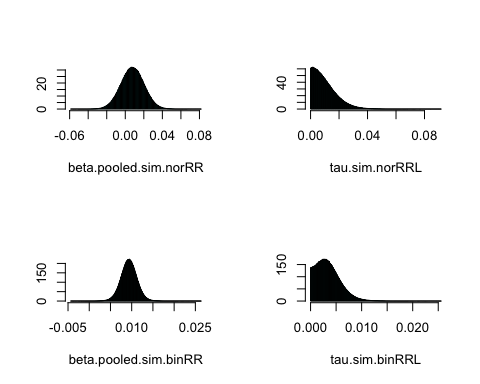 0 20
-0.06 0.00 0.04 0.08
beta.pooled.sim.norRR
0 40
0.00 0.04 0.08
tau.sim.norRRL
0 150
-0.005 0.010 0.025
beta.pooled.sim.binRR
0 150
0.000 0.010 0.020
tau.sim.binRRL